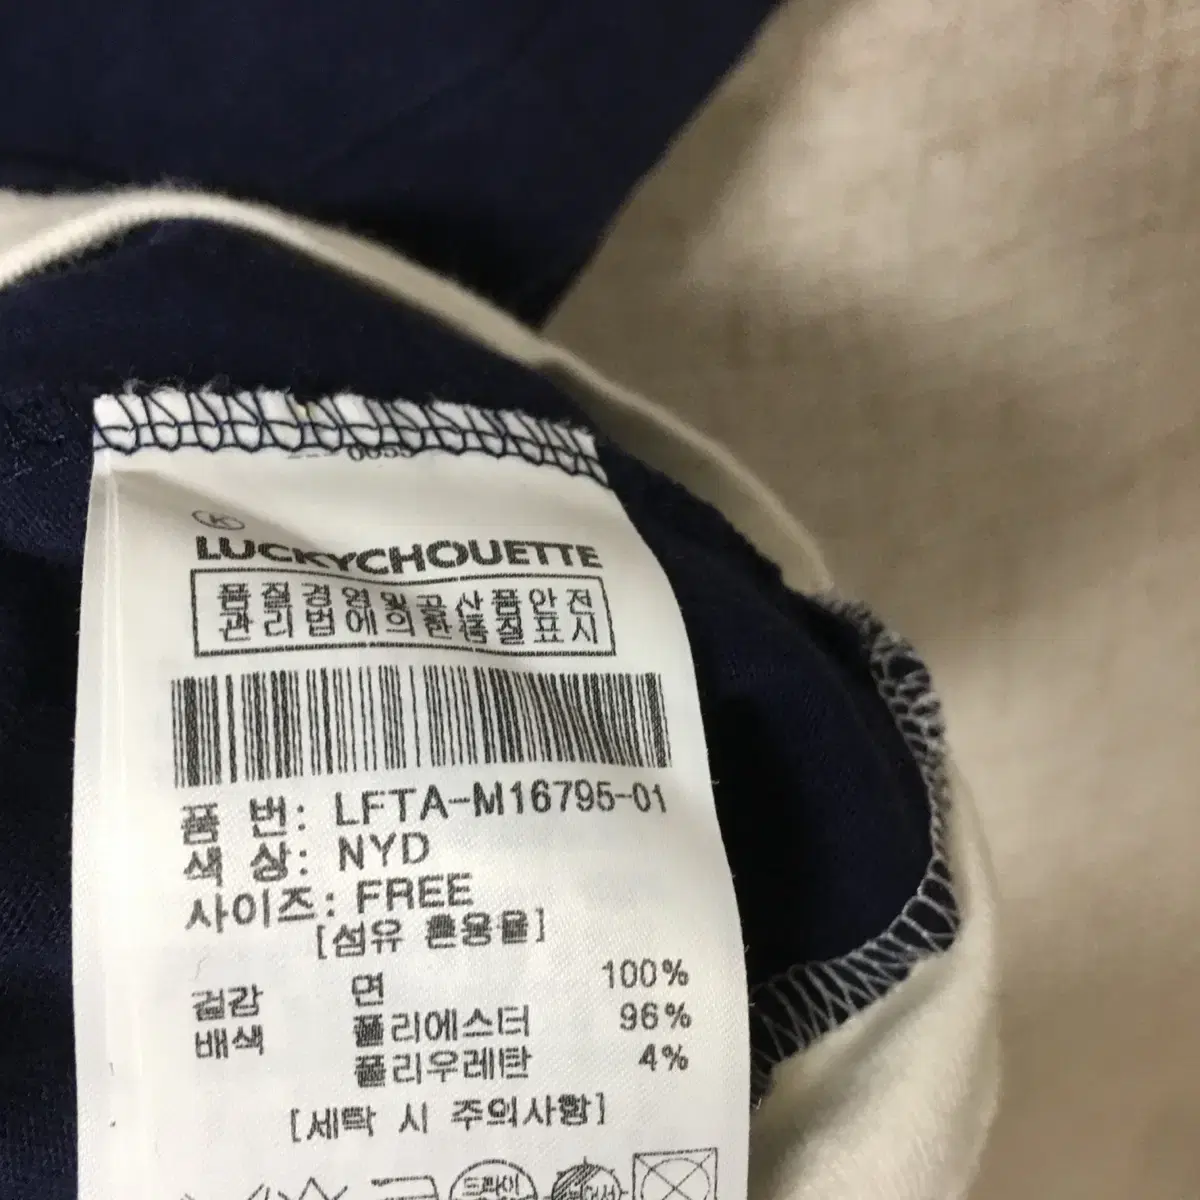 K
LUCKYCHOUETTE
품질경영및공산품안전
관리법에의한품질표시
품 번: LFTA-M16795-01
색 상: NYD
사이즈: FREE
[섬유 혼용율]
겉감 면 100%
배색 폴리에스터 96%
폴리우레탄 4%
[세탁 시 주의사항]
드라이